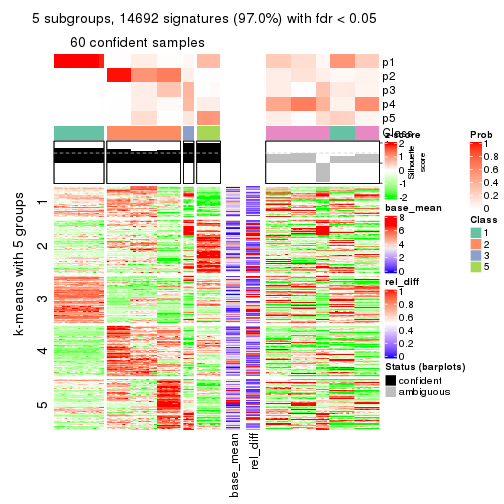 5 subgroups, 14692 signatures (97.0%) with fdr < 0.05
60 confident samples
p1
p2
p3
p4
p5
Class
Silhouette
score
k-means with 5 groups
1
2
3
4
5
base_mean
rel_diff
z-score
2
1
0
-1
-2
base_mean
8
6
4
2
0
rel_diff
1
0.8
0.6
0.4
0.2
0
Status (barplots)
confident
ambiguous
Prob
1
0.8
0.6
0.4
0.2
0
Class
1
2
3
5